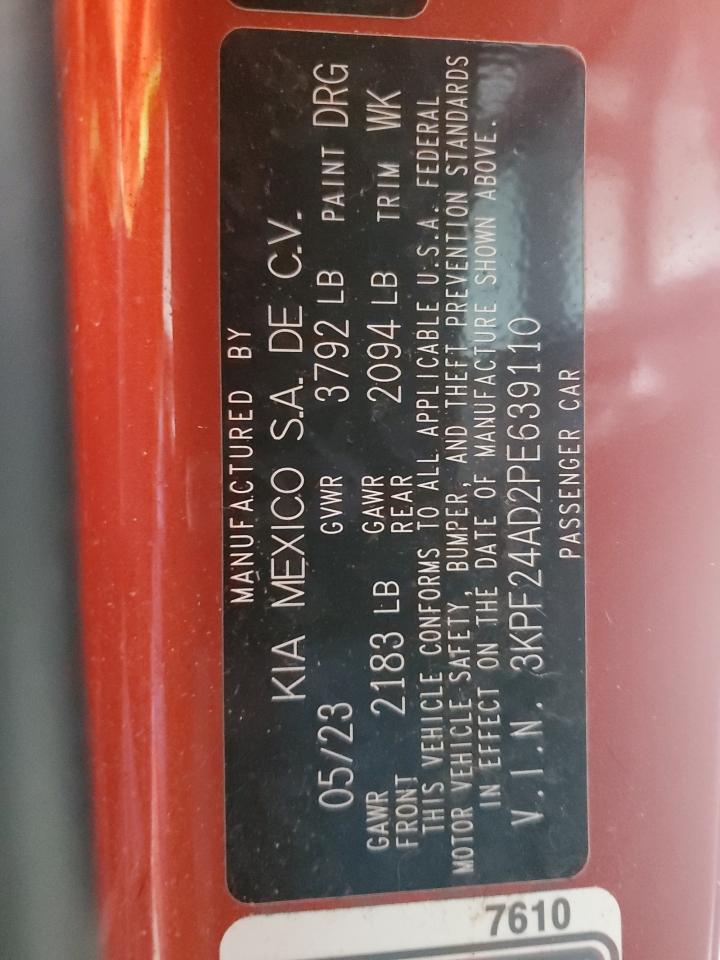 MANUFACTURED BY
KIA MEXICO S.A. DE C.V.
05/23 GVWR 3792 LB PAINT DRG
GAWR FRONT 2183 LB GAWR REAR 2094 LB TRIM WK
THIS VEHICLE CONFORMS TO ALL APPLICABLE U.S.A. FEDERAL
MOTOR VEHICLE SAFETY, BUMPER, AND THEFT PREVENTION STANDARDS
IN EFFECT ON THE DATE OF MANUFACTURE SHOWN ABOVE.
V.I.N. 3KPF24AD2PE639110
PASSENGER CAR
7610